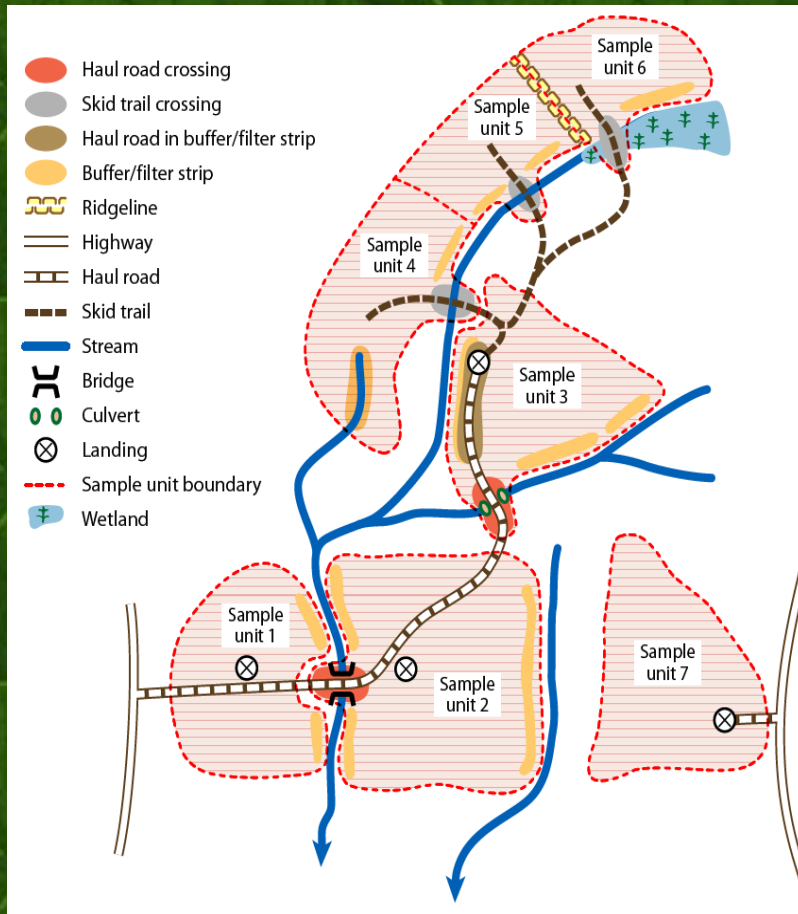 Haul road crossing
Skid trail crossing
Haul road in buffer/filter strip
Buffer/filter strip
Ridgeline
Highway
Haul road
Skid trail
Stream
Bridge
Culvert
Landing
Sample unit boundary
Wetland
Sample
unit 6
Sample
unit 5
Sample
unit 4
Sample
unit 3
Sample
unit 1
Sample
unit 2
Sample
unit 7